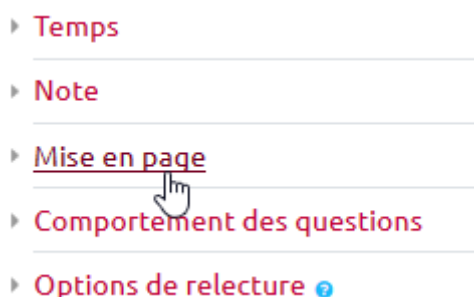 Temps
Note
Mise en page
Comportement des questions
Options de relecture ?